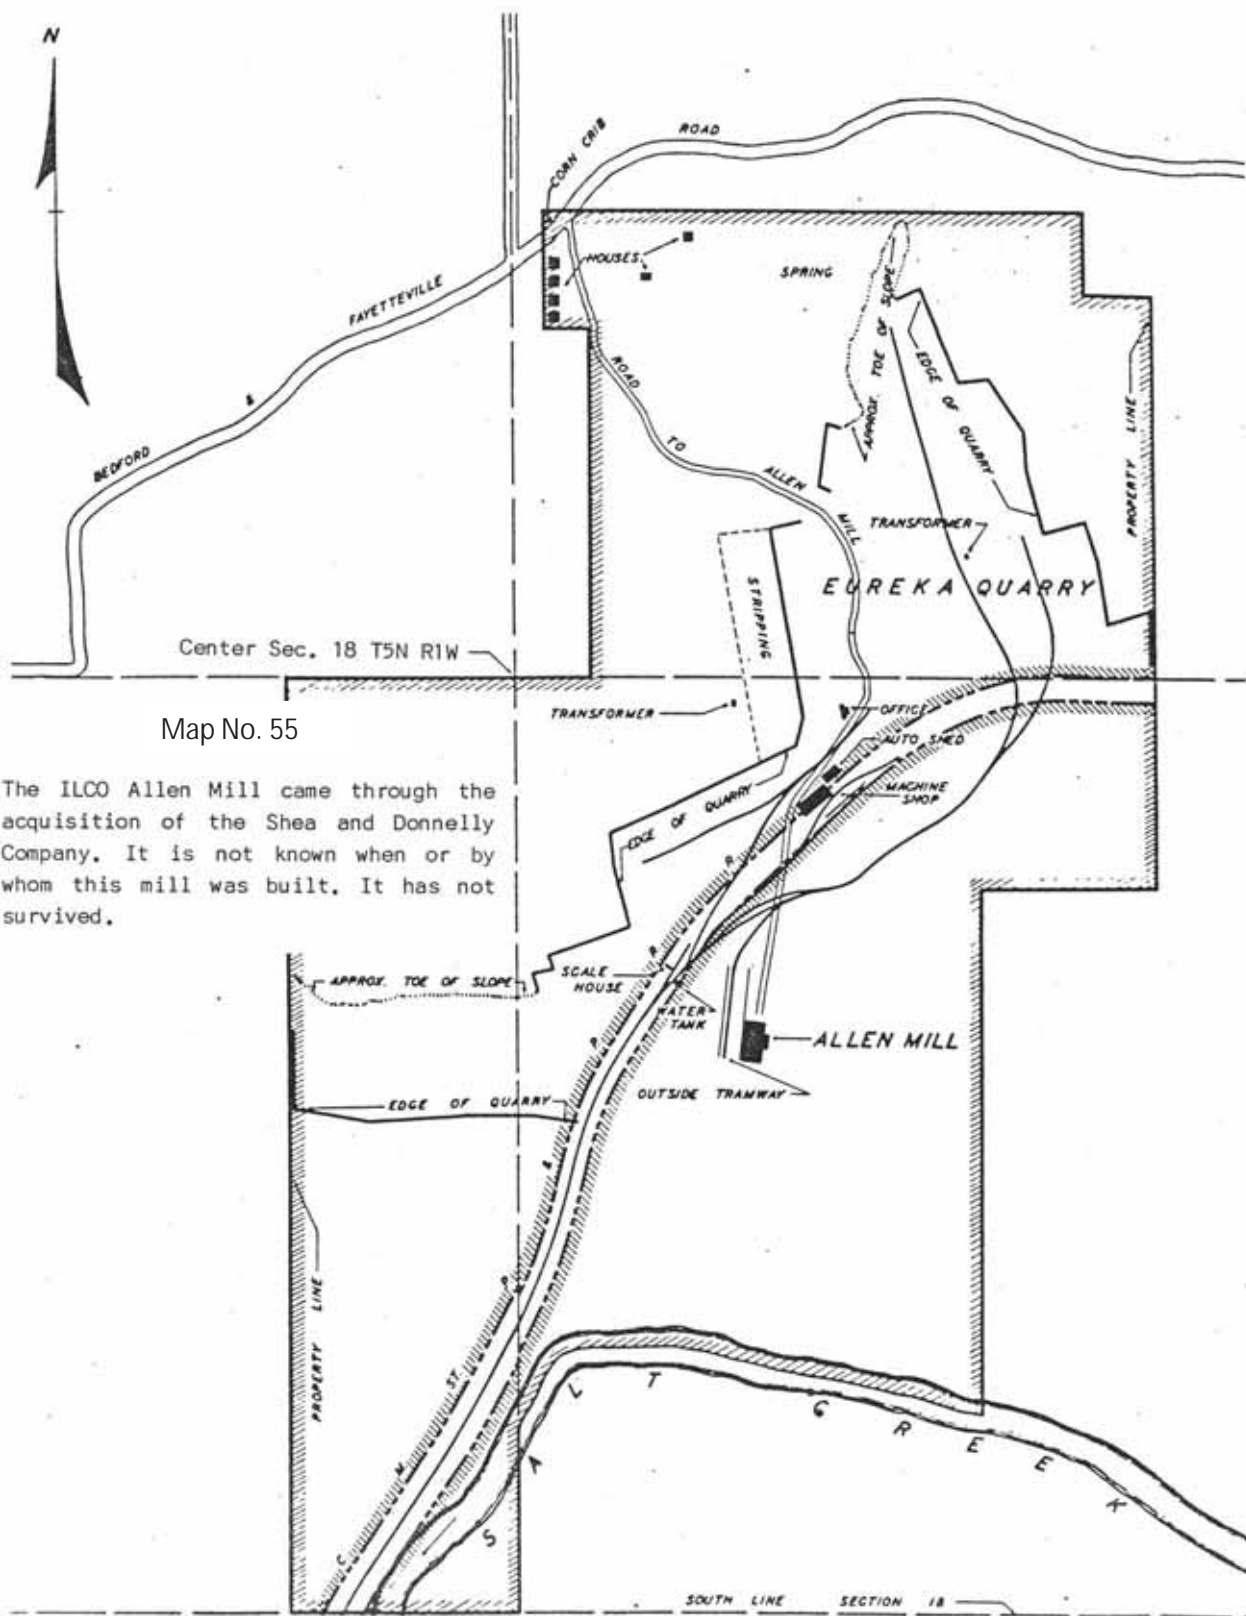 N
ROAD
CORN CRIB
HOUSES
SPRING
FAYETTEVILLE
&
BEDFORD
APPROX. TOE OF SLOPE
EDGE OF QUARRY
PROPERTY LINE
ROAD TO ALLEN MILL
TRANSFORMER
EUREKA QUARRY
STRIPPING
Center Sec. 18 T5N R1W
TRANSFORMER
OFFICE
AUTO SHED
MACHINE
SHOP
Map No. 55
The ILCO Allen Mill came through the
acquisition of the Shea and Donnelly
Company. It is not known when or by
whom this mill was built. It has not
survived.
EDGE OF QUARRY
APPROX. TOE OF SLOPE
SCALE
HOUSE
WATER
TANK
ALLEN MILL
OUTSIDE TRAMWAY
EDGE OF QUARRY
PROPERTY LINE
C. M. ST. P. & P. R. R.
SALT CREEK
SOUTH LINE SECTION 18